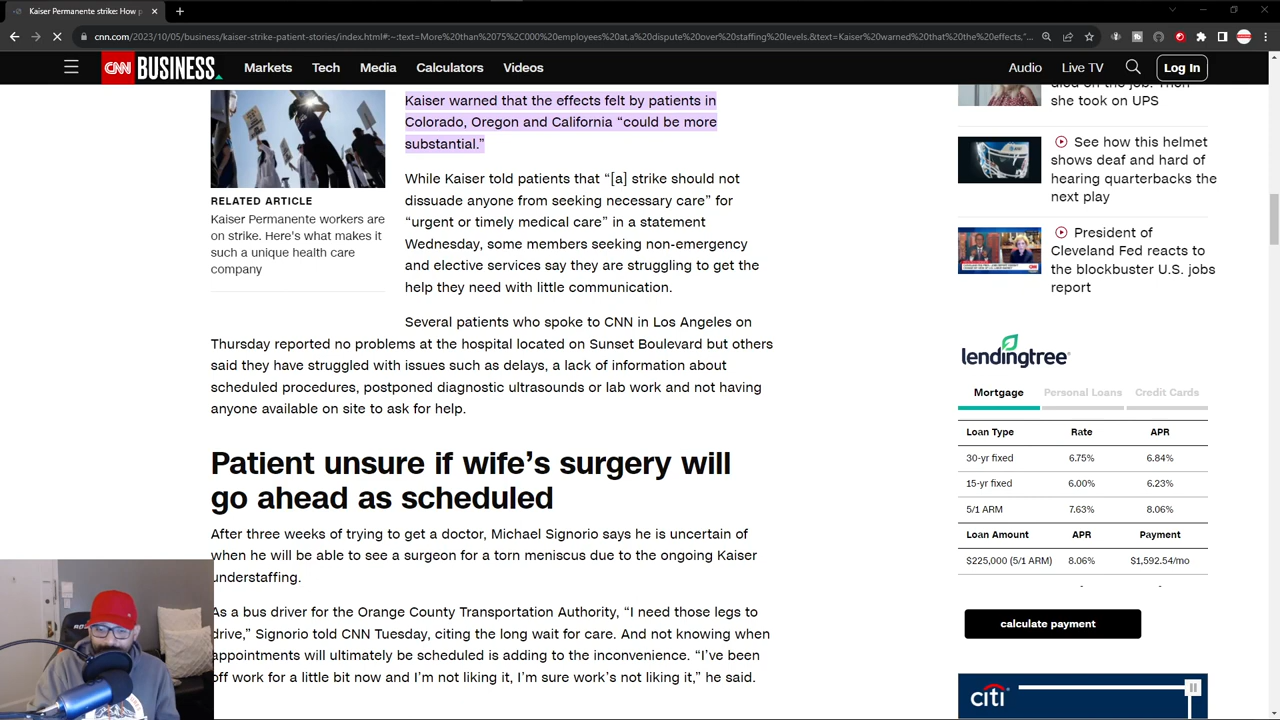 Kaiser Permanente strike: How p
cnn.com/2023/10/05/business/kaiser-strike-patient-stories/index.html#:~:text=More%20than%2075%2C000%20employees%20at,a%20dispute%20over%20staffing%20levels.&text=Kaiser%20warned%20that%20the%20effects,"...
CNN BUSINESS
Markets Tech Media Calculators Videos
Audio Live TV Log In
Kaiser warned that the effects felt by patients in
Colorado, Oregon and California “could be more
substantial.”
While Kaiser told patients that “[a] strike should not
dissuade anyone from seeking necessary care” for
“urgent or timely medical care” in a statement
Wednesday, some members seeking non-emergency
and elective services say they are struggling to get the
help they need with little communication.
RELATED ARTICLE
Kaiser Permanente workers are
on strike. Here's what makes it
such a unique health care
company
Several patients who spoke to CNN in Los Angeles on
Thursday reported no problems at the hospital located on Sunset Boulevard but others
said they have struggled with issues such as delays, a lack of information about
scheduled procedures, postponed diagnostic ultrasounds or lab work and not having
anyone available on site to ask for help.
Patient unsure if wife’s surgery will
go ahead as scheduled
After three weeks of trying to get a doctor, Michael Signorio says he is uncertain of
when he will be able to see a surgeon for a torn meniscus due to the ongoing Kaiser
understaffing.
As a bus driver for the Orange County Transportation Authority, “I need those legs to
drive,” Signorio told CNN Tuesday, citing the long wait for care. And not knowing when
appointments will ultimately be scheduled is adding to the inconvenience. “I’ve been
off work for a little bit now and I’m not liking it, I’m sure work’s not liking it,” he said.
died on the job. Then
she took on UPS
See how this helmet
shows deaf and hard of
hearing quarterbacks the
next play
President of
Cleveland Fed reacts to
the blockbuster U.S. jobs
report
lendingtree
Mortgage Personal Loans Credit Cards
Loan Type Rate APR
30-yr fixed 6.75% 6.84%
15-yr fixed 6.00% 6.23%
5/1 ARM 7.63% 8.06%
Loan Amount APR Payment
$225,000 (5/1 ARM) 8.06% $1,592.54/mo
calculate payment
citi